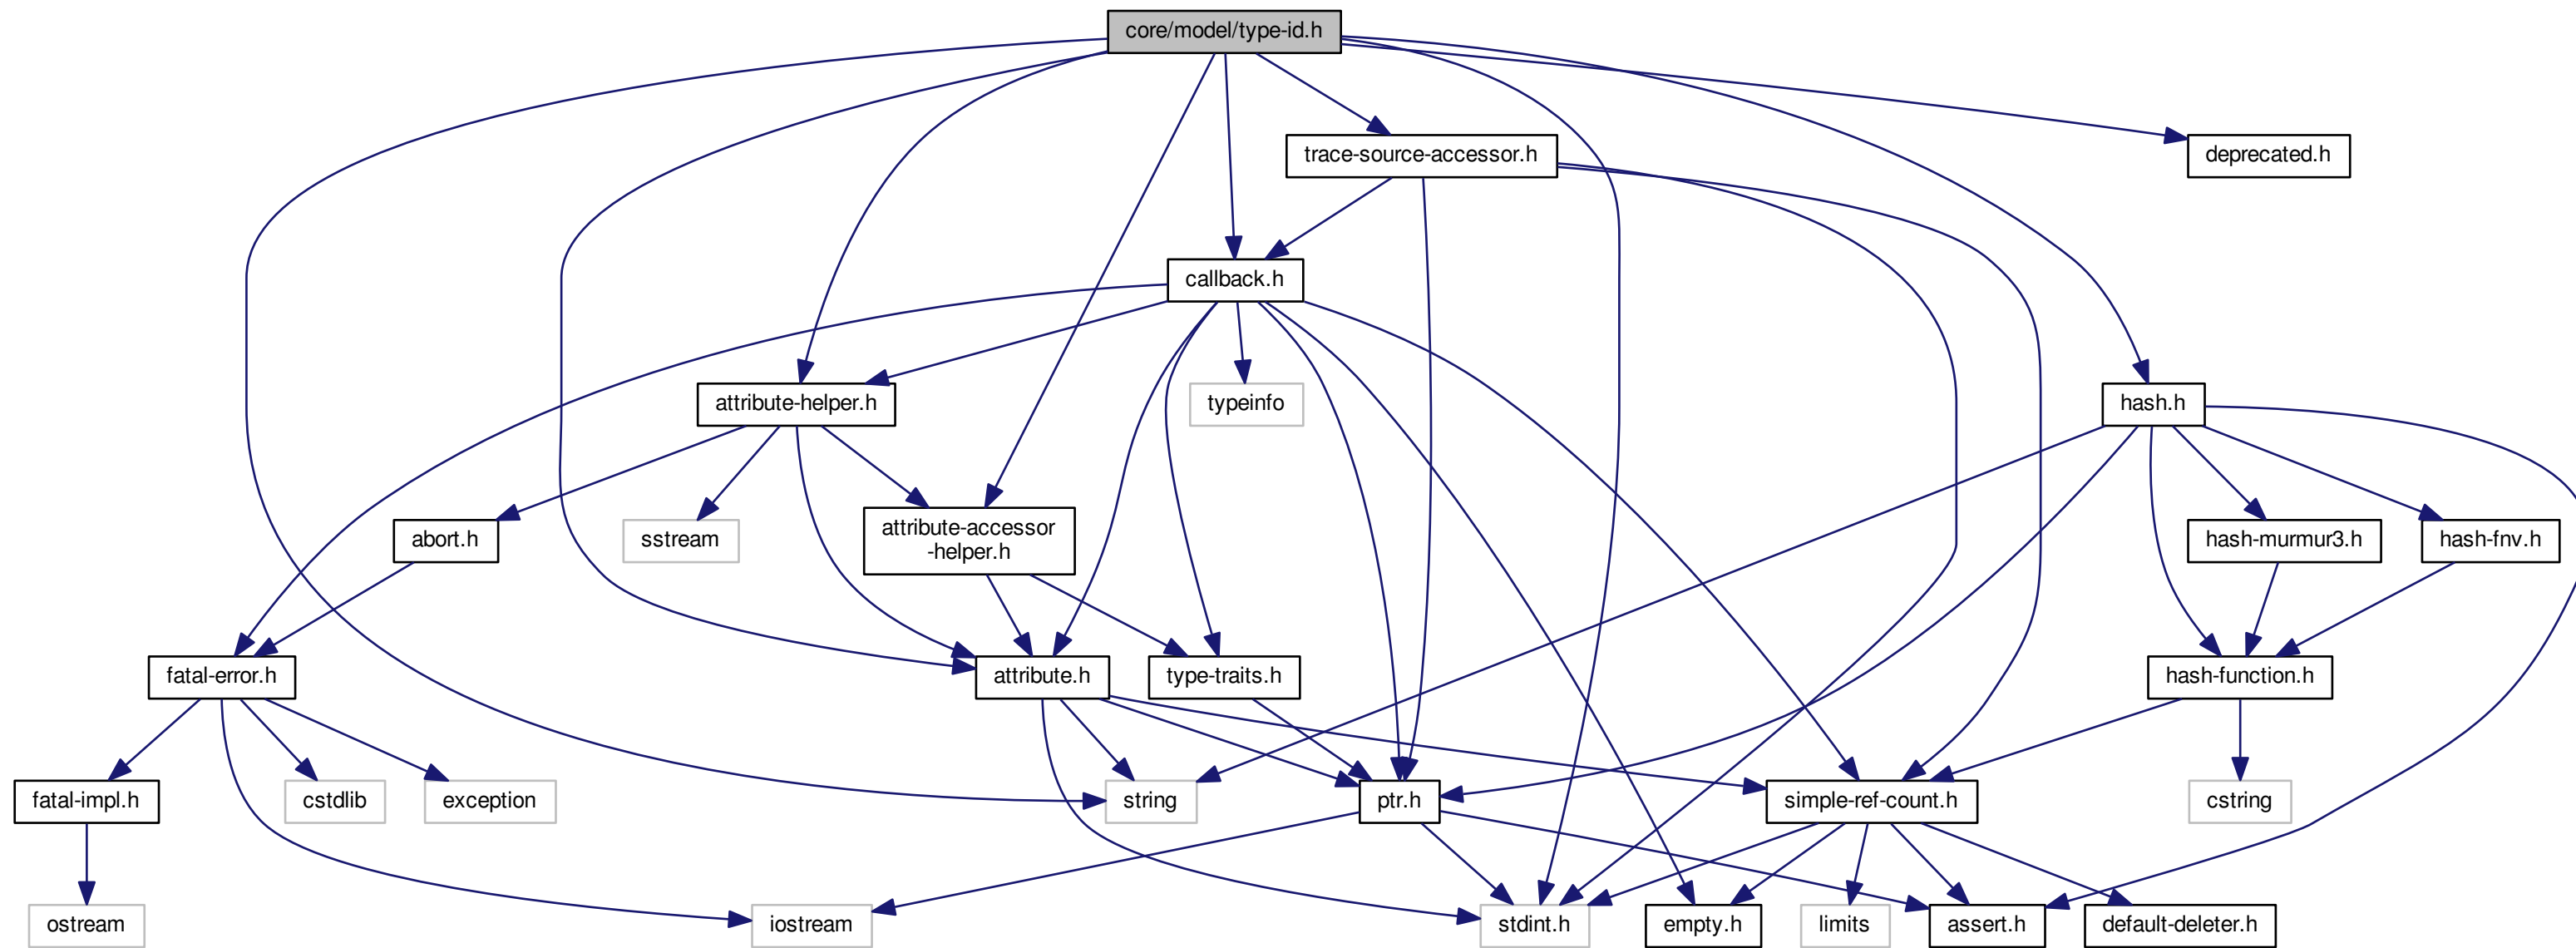 core/model/type-id.h
trace-source-accessor.h
deprecated.h
callback.h
attribute-helper.h
typeinfo
hash.h
abort.h
sstream
attribute-accessor
-helper.h
hash-murmur3.h
hash-fnv.h
fatal-error.h
attribute.h
type-traits.h
hash-function.h
fatal-impl.h
cstdlib
exception
string
ptr.h
simple-ref-count.h
cstring
ostream
iostream
stdint.h
empty.h
limits
assert.h
default-deleter.h